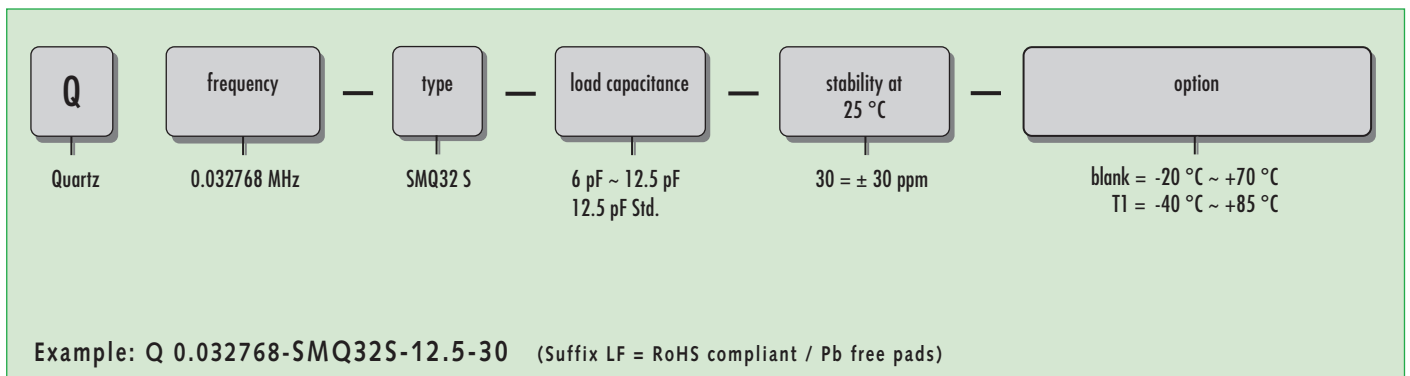 Q
frequency
—
type
—
load capacitance
—
stability at
25 °C
—
option
Quartz
0.032768 MHz
SMQ32 S
6 pF ~ 12.5 pF
12.5 pF Std.
30 = ± 30 ppm
blank = -20 °C ~ +70 °C
T1 = -40 °C ~ +85 °C
Example: Q 0.032768-SMQ32S-12.5-30 (Suffix LF = RoHS compliant / Pb free pads)